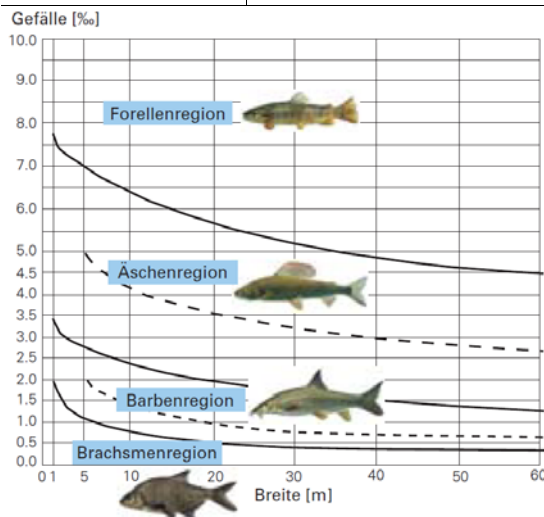 Gefälle [‰]
10.0
9.0
8.0
Forellenregion
7.0
6.0
5.0
4.5
Äschenregion
4.0
3.5
3.0
2.5
2.0
Barbenregion
1.5
1.0
0.5
Brachsmenregion
0.0
0 1 5 10 20 30 40 50 60
Breite [m]